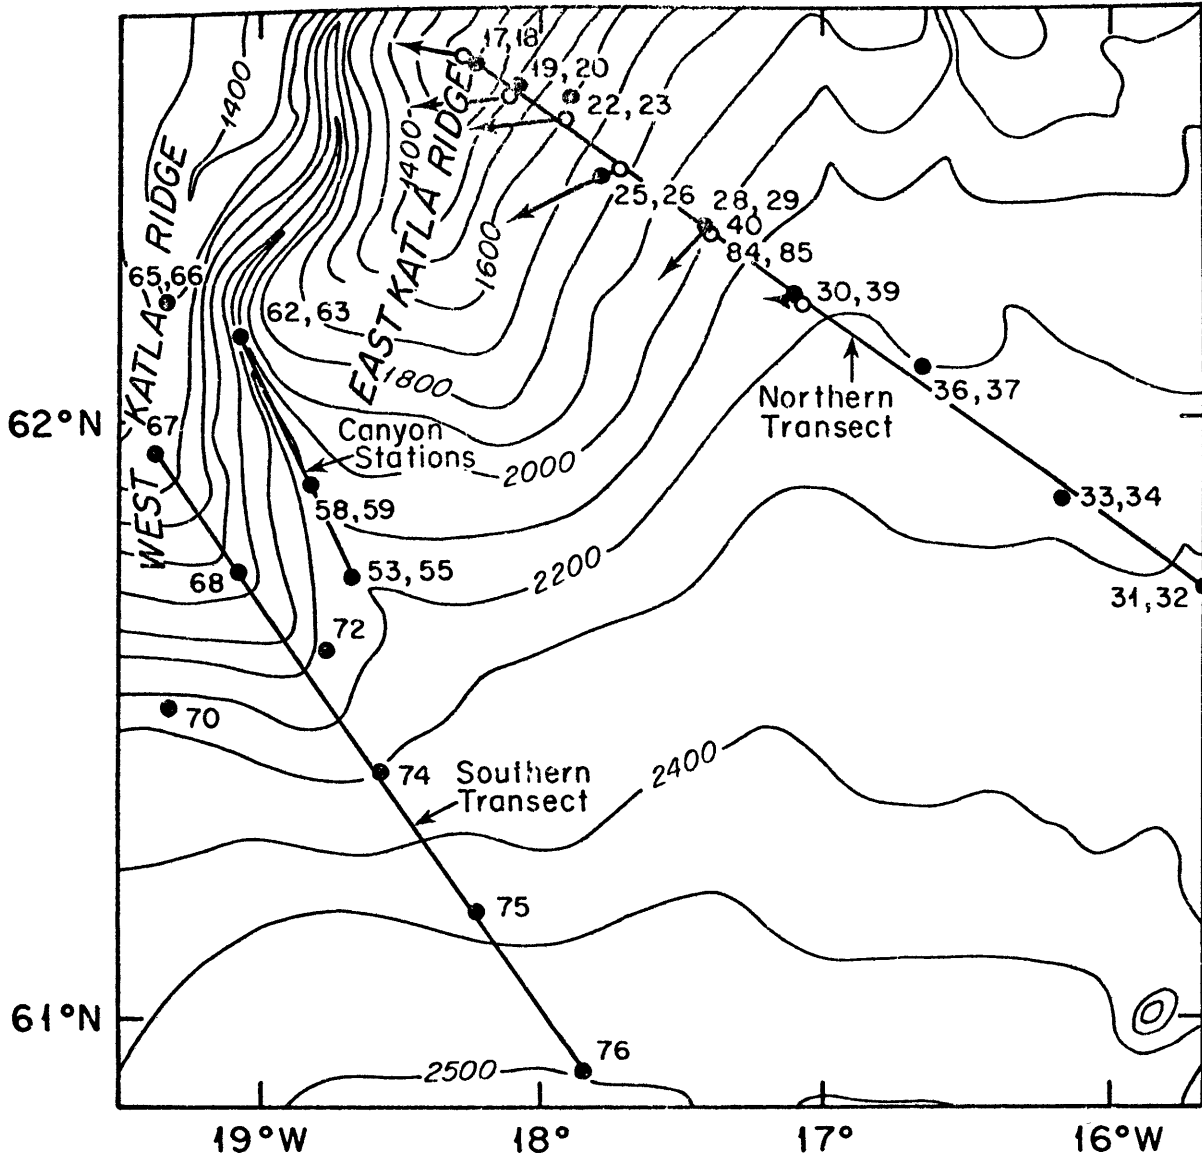 17,18
19,20
22,23
1400
1400
EAST KATLA RIDGE
WEST KATLA RIDGE
25,26
28,29
40
84,85
1600
65,66
62,63
30,39
1800
36,37
Northern
Transect
62°N
67
Canyon
Stations
2000
58,59
33,34
68
53,55
2200
31,32
72
70
74
Southern
Transect
2400
75
61°N
76
2500
19°W
18°
17°
16°W